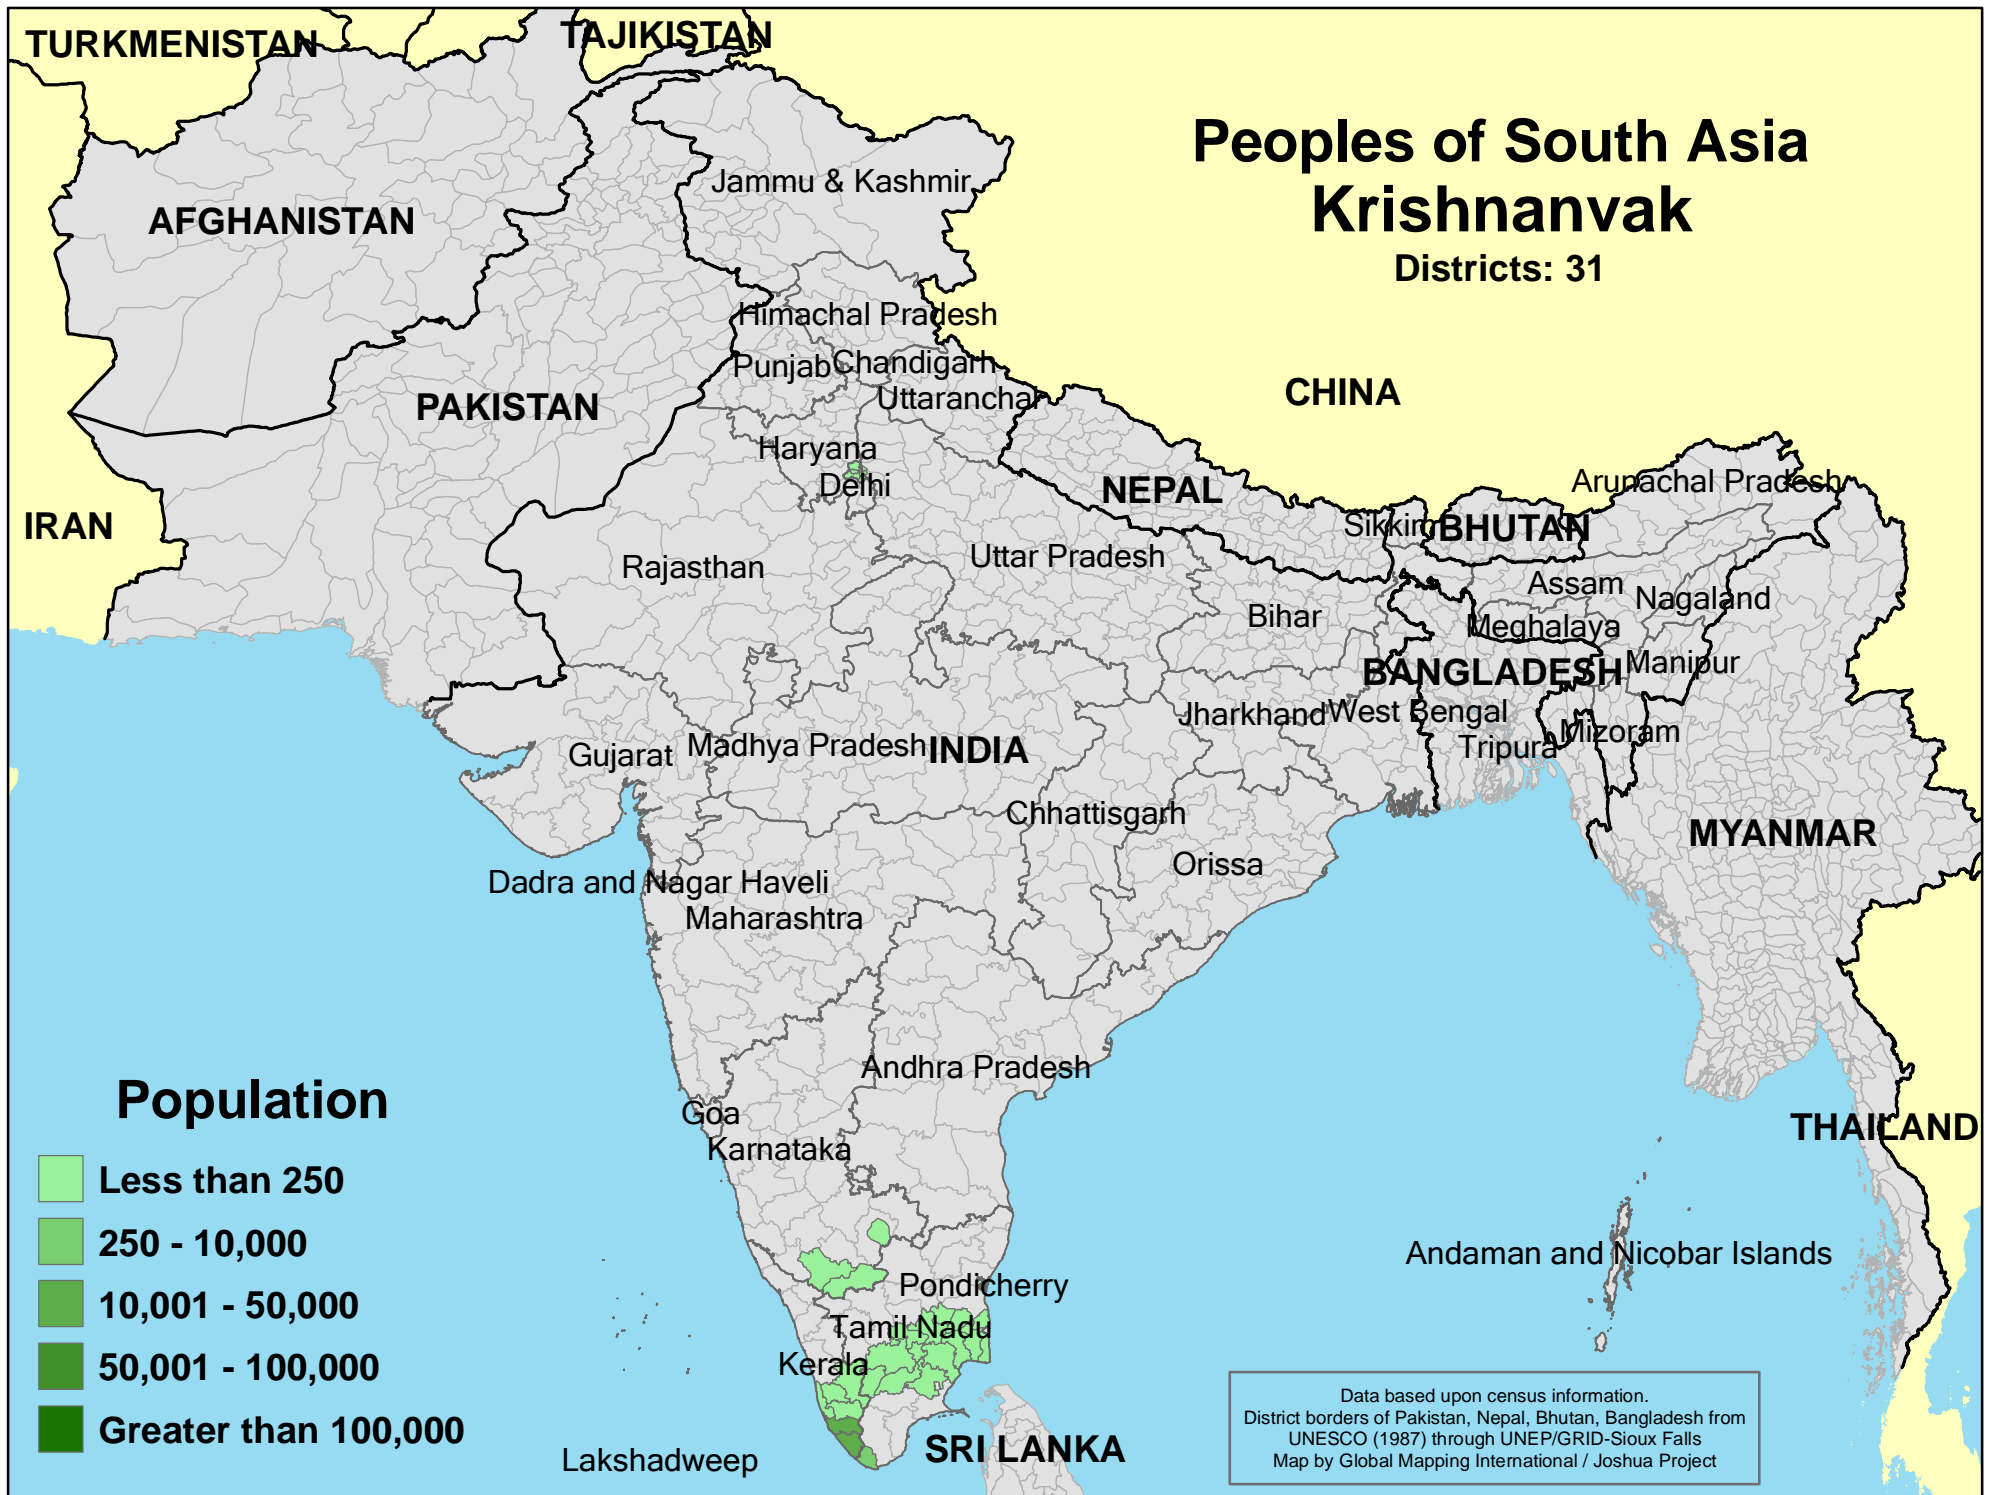 TURKMENISTAN
TAJIKISTAN
Peoples of South Asia
Krishnanvak
Districts: 31
Jammu & Kashmir
AFGHANISTAN
Himachal Pradesh
Punjab
Chandigarh
Uttaranchal
CHINA
PAKISTAN
Haryana
Delhi
NEPAL
Arunachal Pradesh
IRAN
Sikkim
BHUTAN
Rajasthan
Uttar Pradesh
Assam
Nagaland
Bihar
Meghalaya
BANGLADESH
Manipur
Jharkhand
West Bengal
Gujarat
Madhya Pradesh
INDIA
Tripura
Mizoram
Chhattisgarh
MYANMAR
Orissa
Dadra and Nagar Haveli
Maharashtra
Andhra Pradesh
Population
Goa
Karnataka
THAILAND
Less than 250
250 - 10,000
10,001 - 50,000
50,001 - 100,000
Greater than 100,000
Andaman and Nicobar Islands
Pondicherry
Tamil Nadu
Kerala
Lakshadweep
SRI LANKA
Data based upon census information.
District borders of Pakistan, Nepal, Bhutan, Bangladesh from
UNESCO (1987) through UNEP/GRID-Sioux Falls
Map by Global Mapping International / Joshua Project